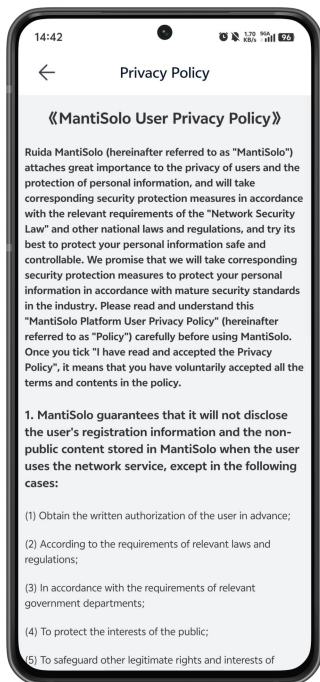 14:42
1.70 KB/s 5GA 96
Privacy Policy
《MantiSolo User Privacy Policy》
Ruida MantiSolo (hereinafter referred to as "MantiSolo")
attaches great importance to the privacy of users and the
protection of personal information, and will take
corresponding security protection measures in accordance
with the relevant requirements of the "Network Security
Law" and other national laws and regulations, and try its
best to protect your personal information safe and
controllable. We promise that we will take corresponding
security protection measures to protect your personal
information in accordance with mature security standards
in the industry. Please read and understand this
"MantiSolo Platform User Privacy Policy" (hereinafter
referred to as "Policy") carefully before using MantiSolo.
Once you tick "I have read and accepted the Privacy
Policy", it means that you have voluntarily accepted all the
terms and contents in the policy.
1. MantiSolo guarantees that it will not disclose
the user's registration information and the non-
public content stored in MantiSolo when the user
uses the network service, except in the following
cases:
(1) Obtain the written authorization of the user in advance;
(2) According to the requirements of relevant laws and
regulations;
(3) In accordance with the requirements of relevant
government departments;
(4) To protect the interests of the public;
(5) To safeguard other legitimate rights and interests of